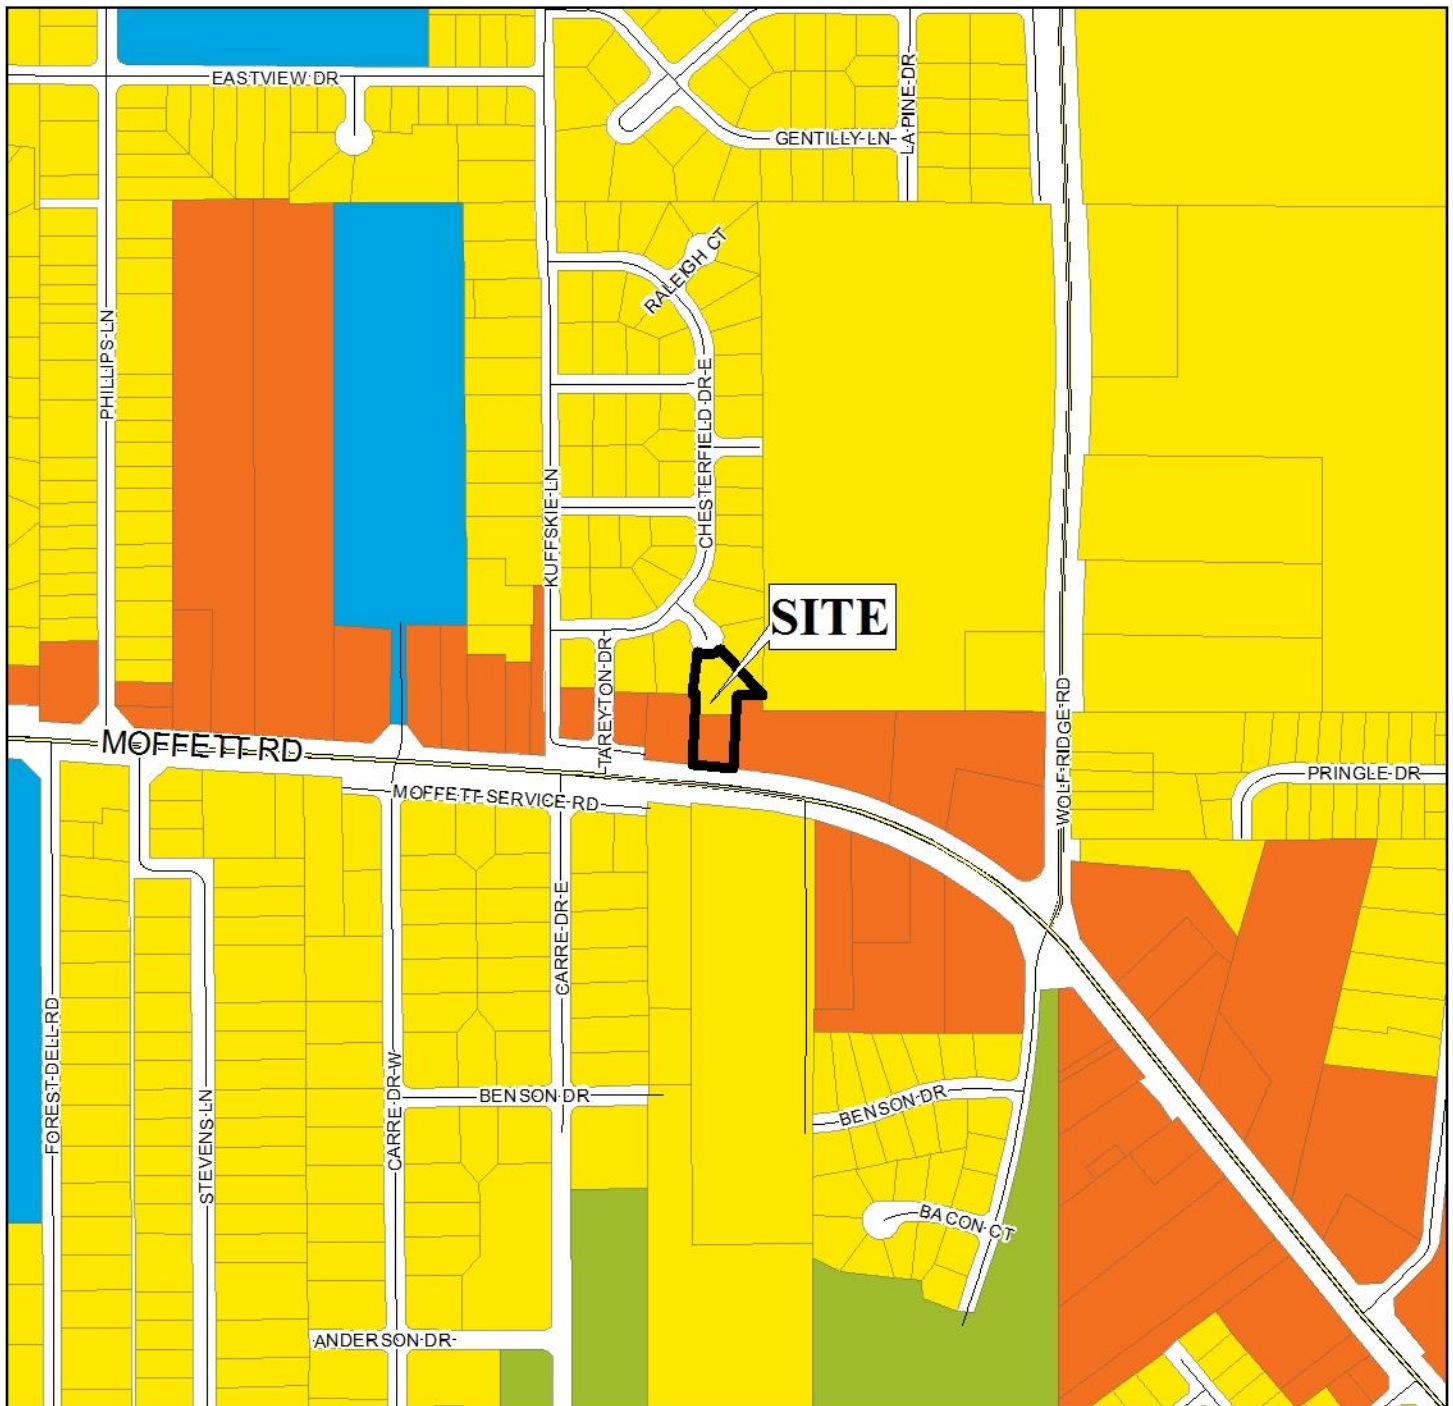 EASTVIEW DR
GENTILLY LN
LA PINE DR
RALEIGH CT
PHILLIPS LN
CHESTERFIELD DR E
KUFFSKIE LN
SITE
TAREYTON DR
WOLF RIDGE RD
MOFFETT RD
PRINGLE DR
MOFFETT SERVICE RD
CARRE DR E
FOREST DELL RD
CARRE DR W
BENSON DR
BENSON DR
STEVENS LN
BACON CT
ANDERSON DR